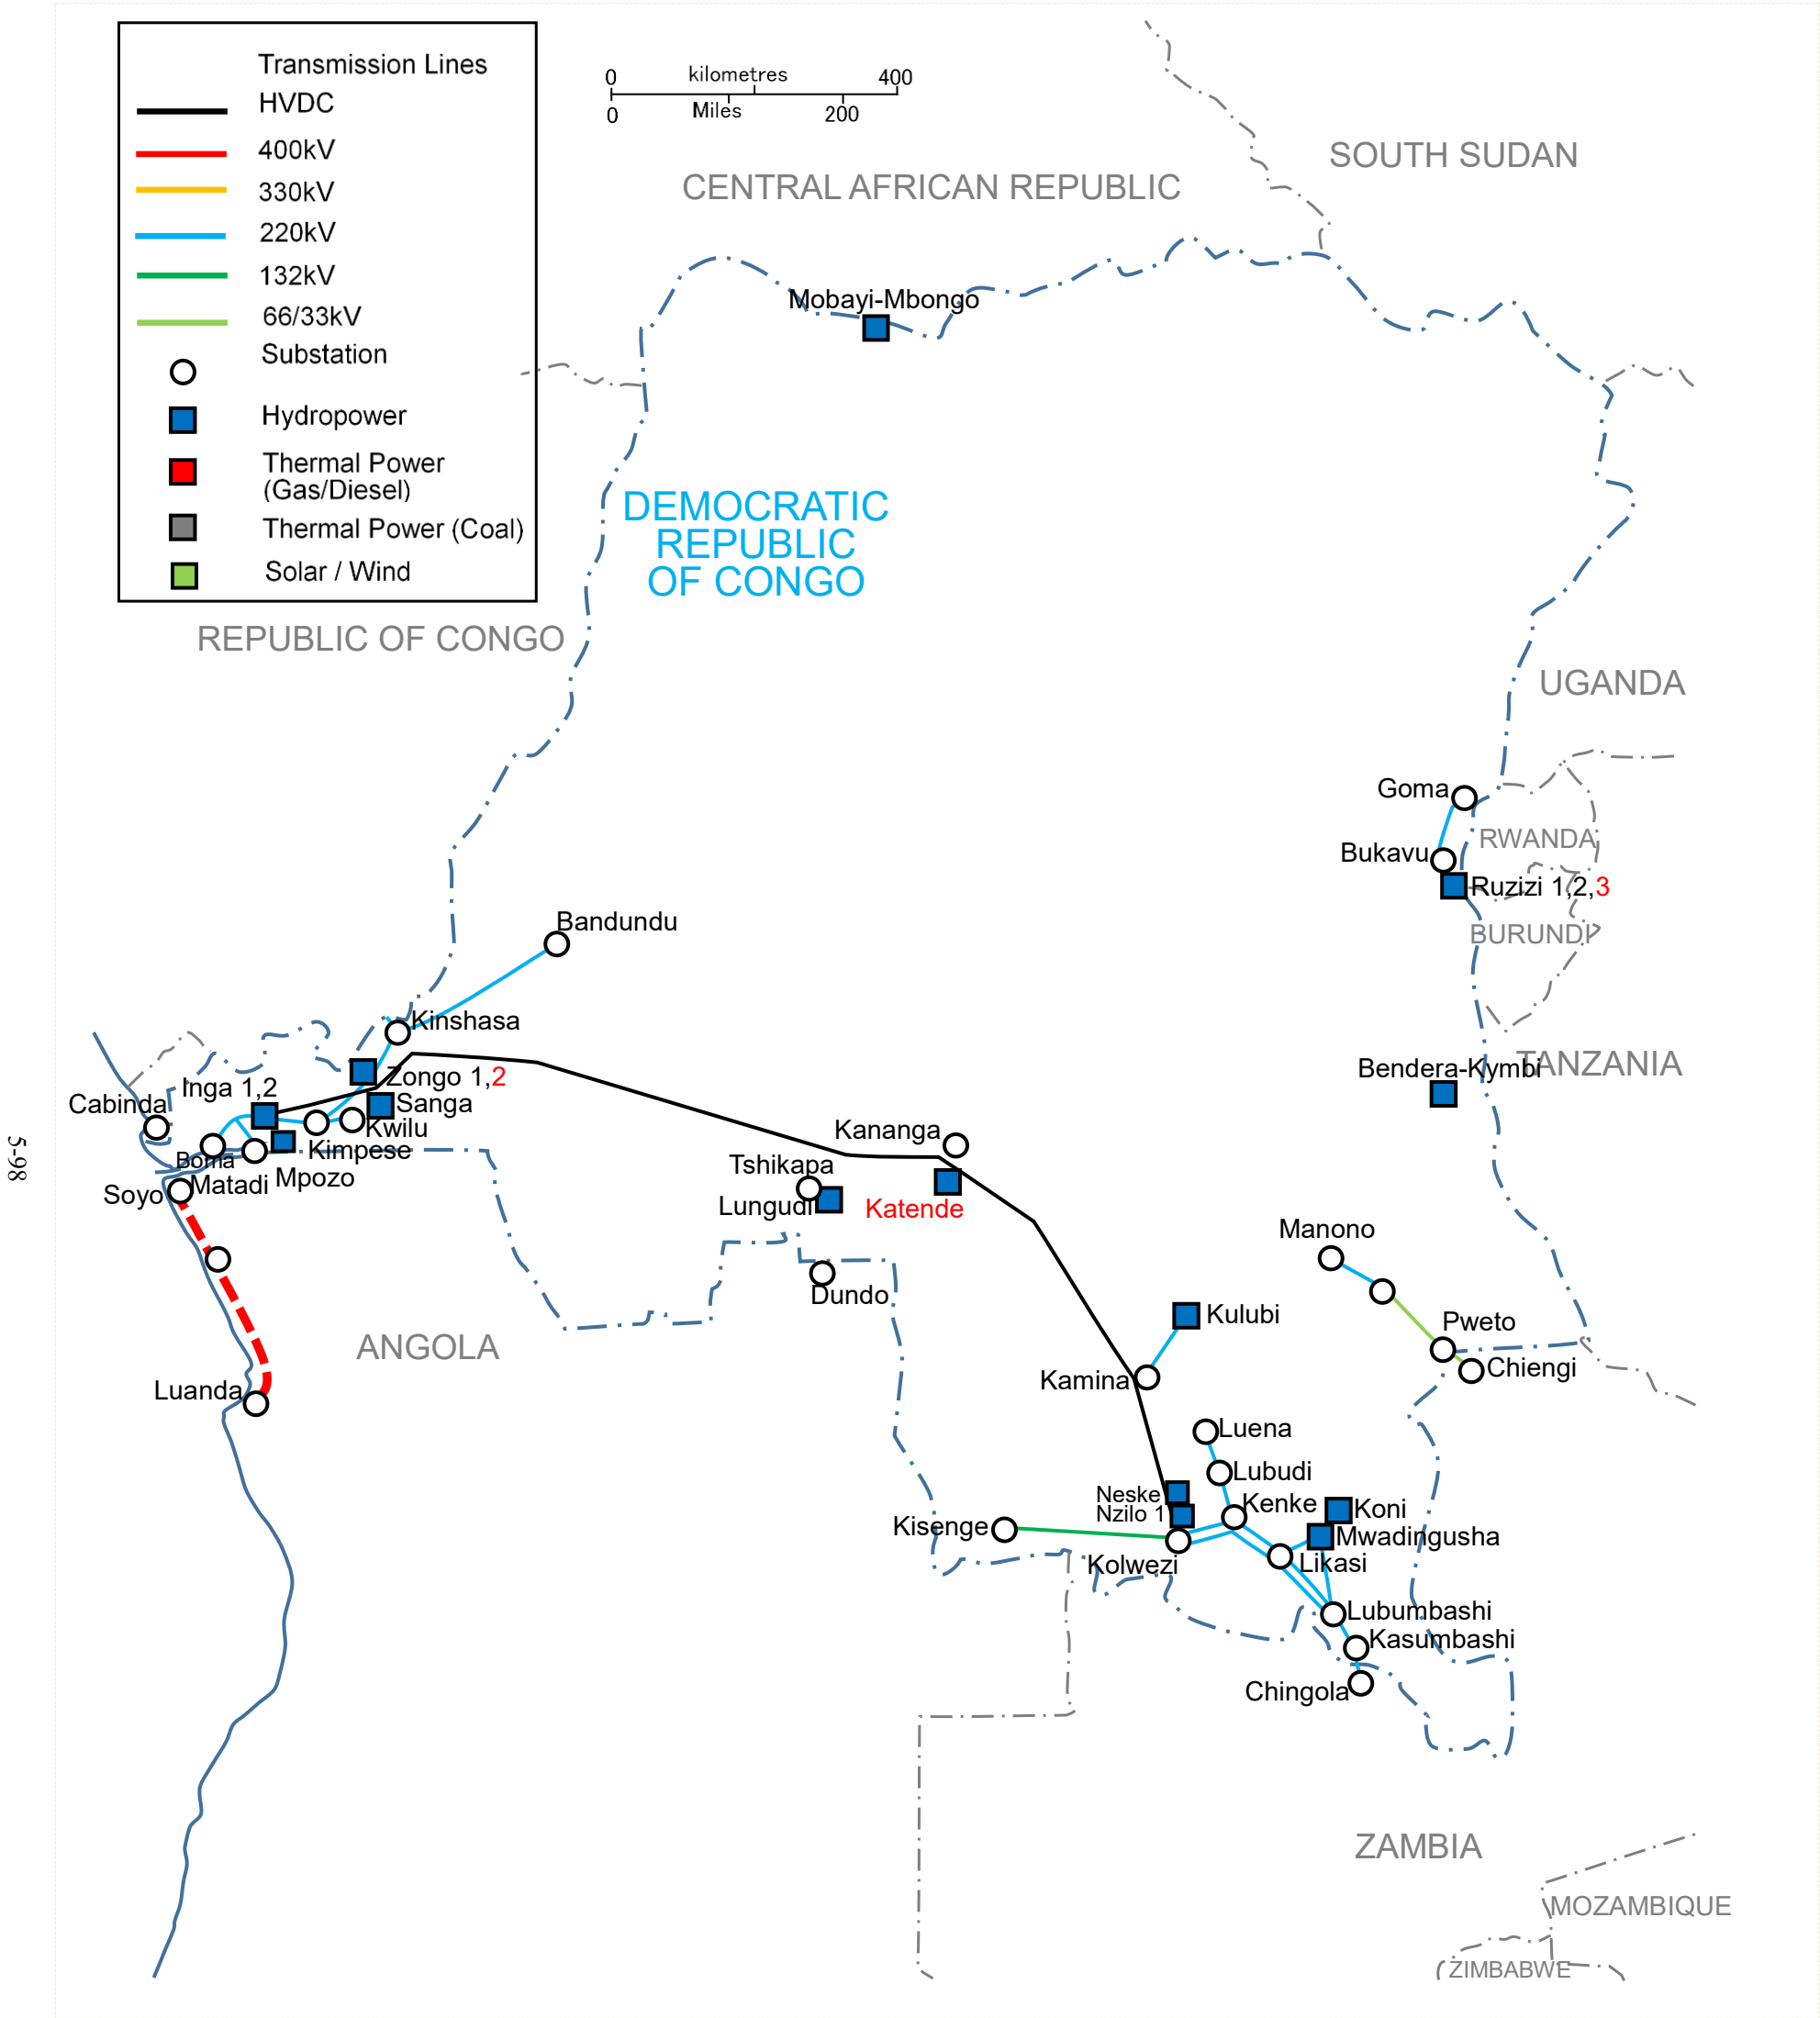 Transmission Lines
HVDC
400kV
330kV
220kV
132kV
66/33kV
Substation
Hydropower
Thermal Power
(Gas/Diesel)
Thermal Power (Coal)
Solar / Wind
0 kilometres 400
0 Miles 200
SOUTH SUDAN
CENTRAL AFRICAN REPUBLIC
Mobayi-Mbongo
DEMOCRATIC
REPUBLIC
OF CONGO
REPUBLIC OF CONGO
UGANDA
Goma
RWANDA
Bukavu
Ruzizi 1,2,3
BURUNDI
Bandundu
Kinshasa
TANZANIA
Bendera-Kymbi
Zongo 1,2
Inga 1,2
Sanga
Cabinda
Kwilu
Kananga
Kimpese
Boma
Tshikapa
Mpozo
Matadi
Soyo
Lungudi
Katende
Manono
Dundo
Kulubi
Pweto
ANGOLA
Chiengi
Kamina
Luanda
Luena
Lubudi
Neske
Kenke
Koni
Nzilo 1
Kisenge
Mwadingusha
Kolwezi
Likasi
Lubumbashi
Kasumbashi
Chingola
ZAMBIA
MOZAMBIQUE
ZIMBABWE
5-98